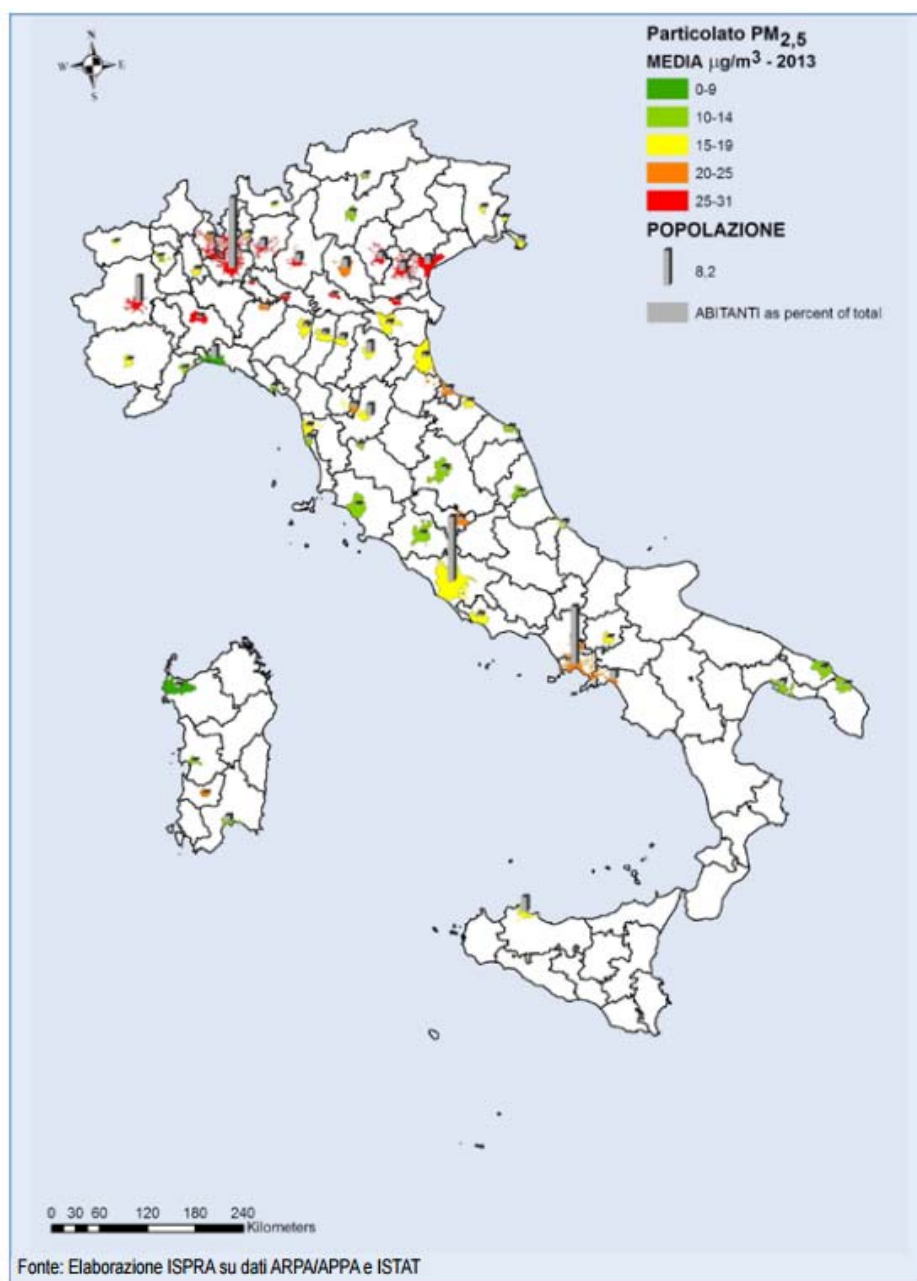 N
W E
S
Particolato PM2,5
MEDIA µg/m3 - 2013
0-9
10-14
15-19
20-25
25-31
POPOLAZIONE
8,2
ABITANTI as percent of total
0 30 60 120 180 240
Kilometers
Fonte: Elaborazione ISPRA su dati ARPA/APPA e ISTAT